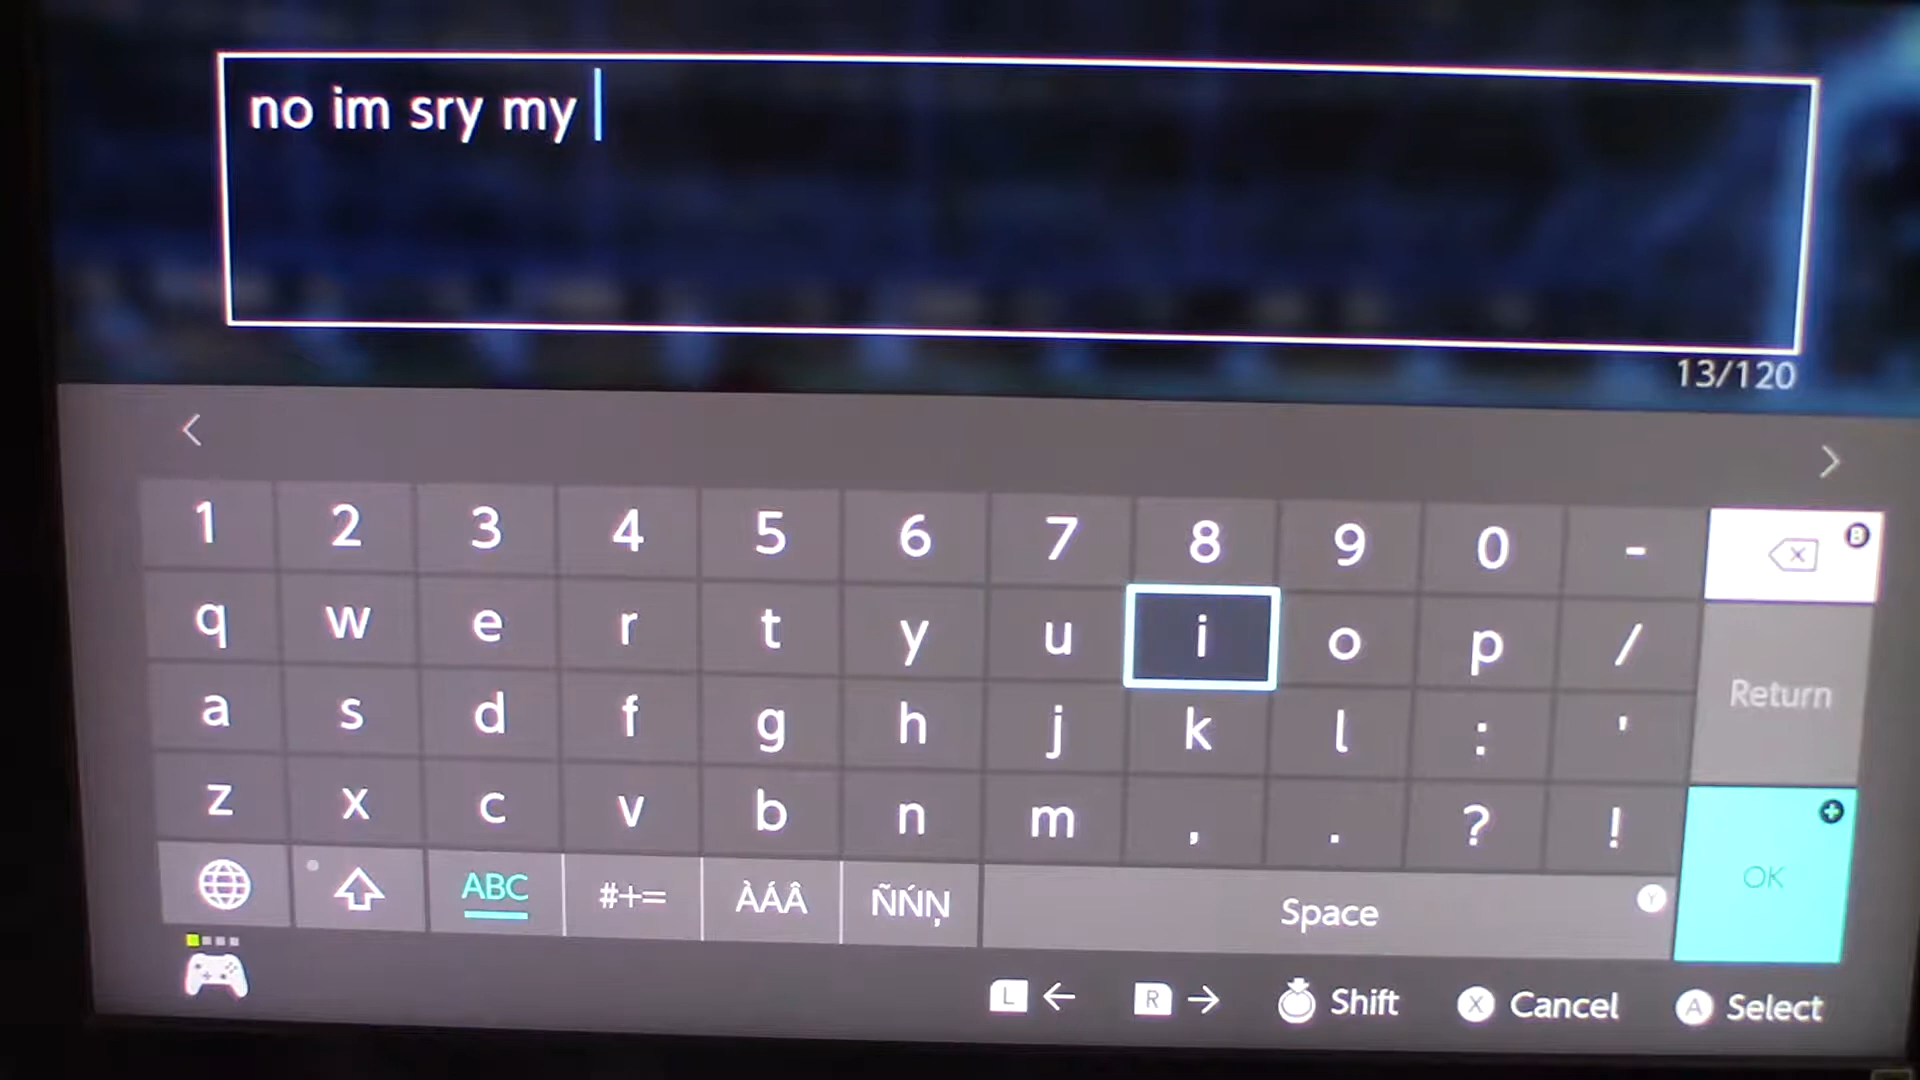 no im sry my
13/120
< >
1 2 3 4 5 6 7 8 9 0 - B
q w e r t y u i o p /
Return
a s d f g h j k l : '
z x c v b n m , . ? ! +
ABC #+= ÀÁÂ ÑŃŅ Space Y OK
L ← R → Shift X Cancel A Select